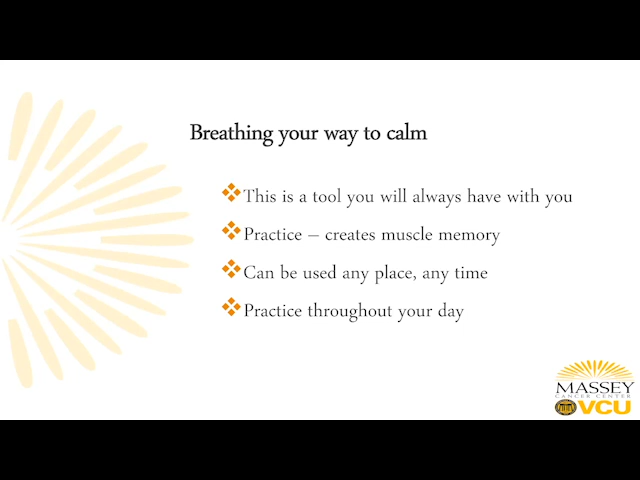 Breathing your way to calm
This is a tool you will always have with you
Practice – creates muscle memory
Can be used any place, any time
Practice throughout your day
MASSEY
CANCER CENTER
VCU